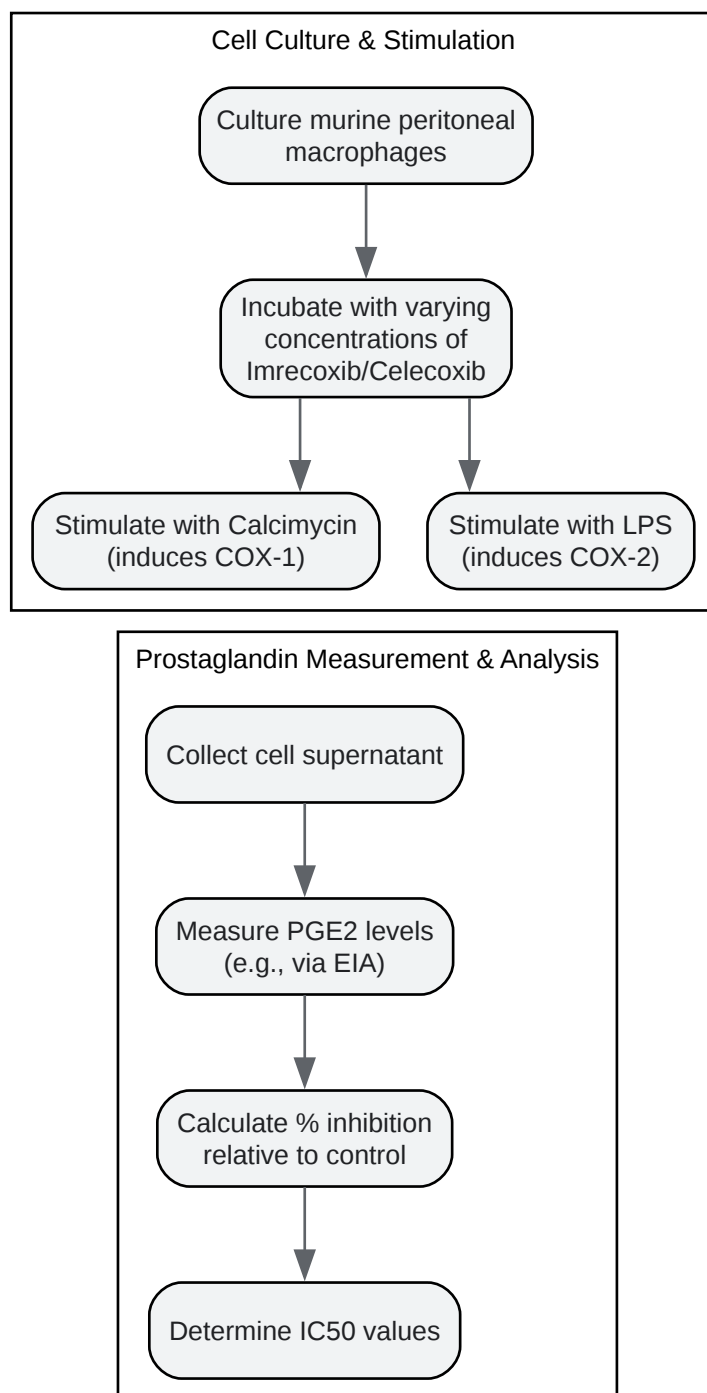 Cell Culture & Stimulation
Culture murine peritoneal
macrophages
Incubate with varying
concentrations of
Imrecoxib/Celecoxib
Stimulate with Calcimycin
(induces COX-1)
Stimulate with LPS
(induces COX-2)
Prostaglandin Measurement & Analysis
Collect cell supernatant
Measure PGE2 levels
(e.g., via EIA)
Calculate % inhibition
relative to control
Determine IC50 values